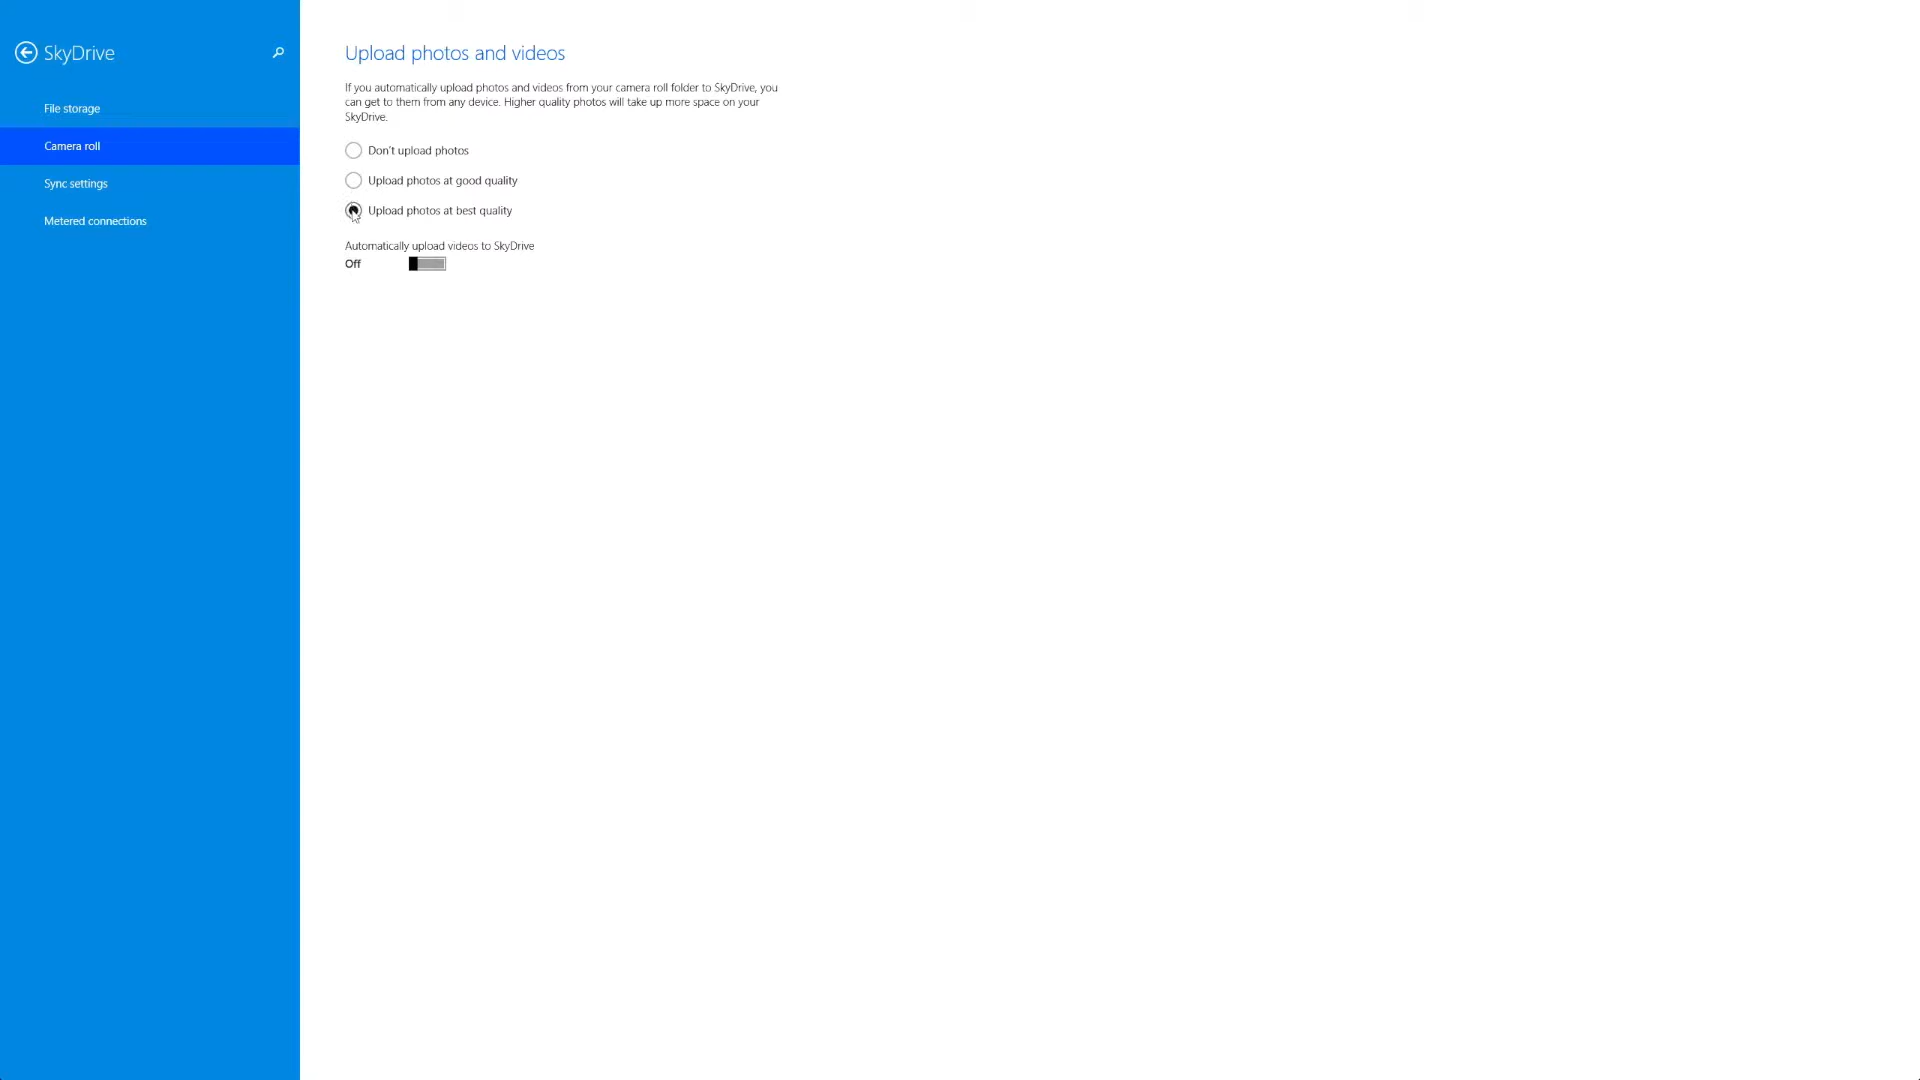 SkyDrive
File storage
Camera roll
Sync settings
Metered connections
Upload photos and videos
If you automatically upload photos and videos from your camera roll folder to SkyDrive, you
can get to them from any device. Higher quality photos will take up more space on your
SkyDrive.
Don't upload photos
Upload photos at good quality
Upload photos at best quality
Automatically upload videos to SkyDrive
Off